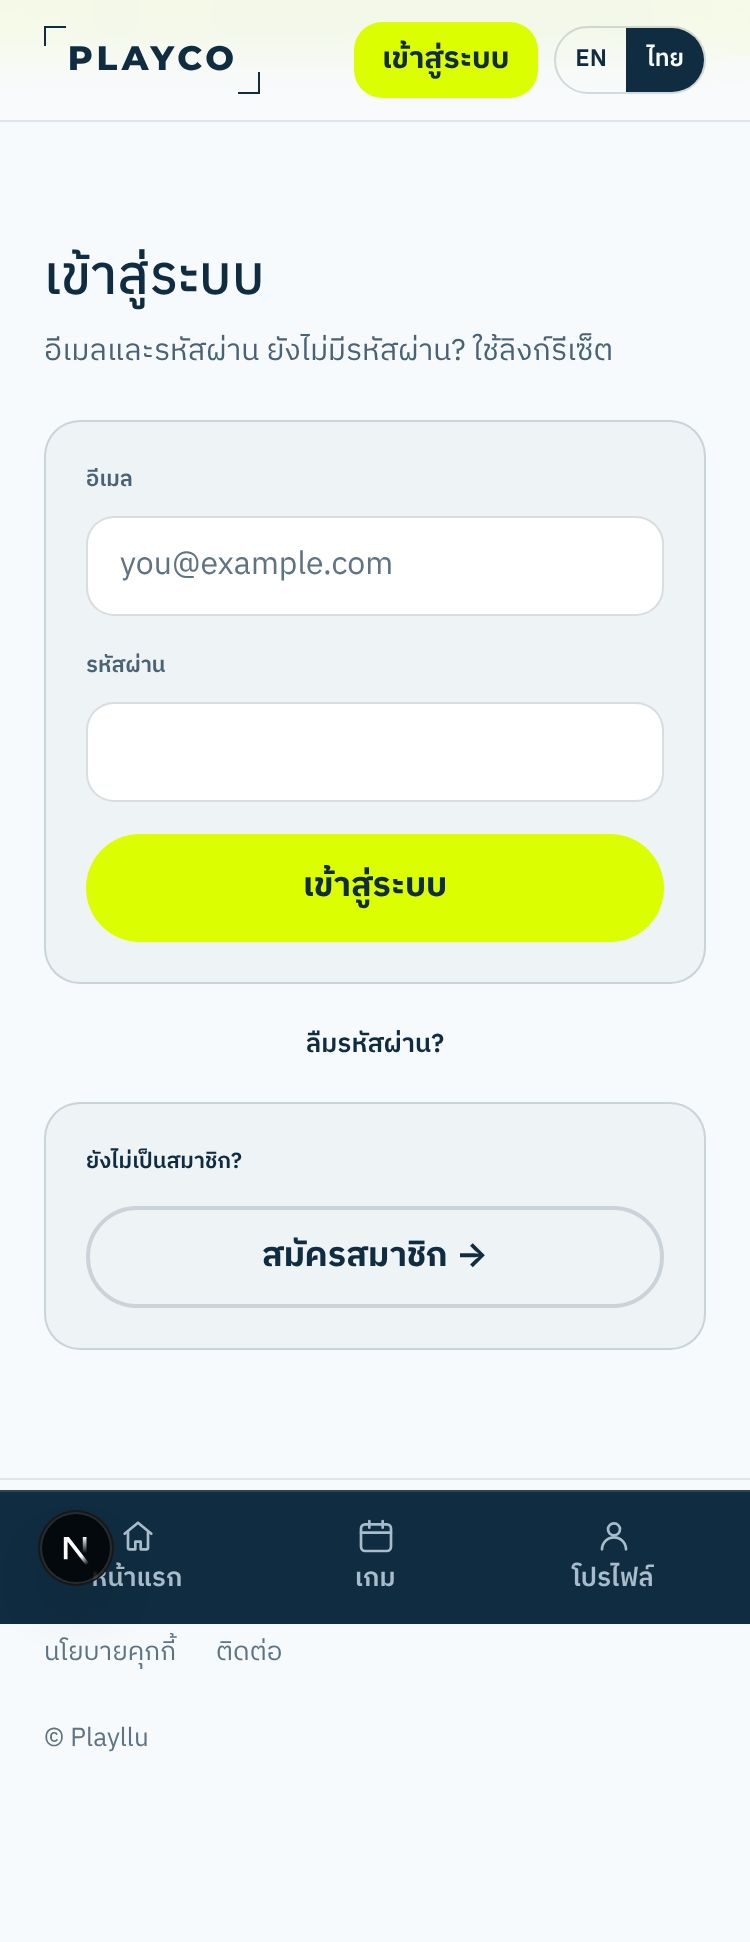 PLAYCO
เข้าสู่ระบบ
EN
ไทย
เข้าสู่ระบบ
อีเมลและรหัสผ่าน ยังไม่มีรหัสผ่าน? ใช้ลิงก์รีเซ็ต
อีเมล
you@example.com
รหัสผ่าน
เข้าสู่ระบบ
ลืมรหัสผ่าน?
ยังไม่เป็นสมาชิก?
สมัครสมาชิก →
N
หน้าแรก
เกม
โปรไฟล์
นโยบายคุกกี้ ติดต่อ
© Playllu